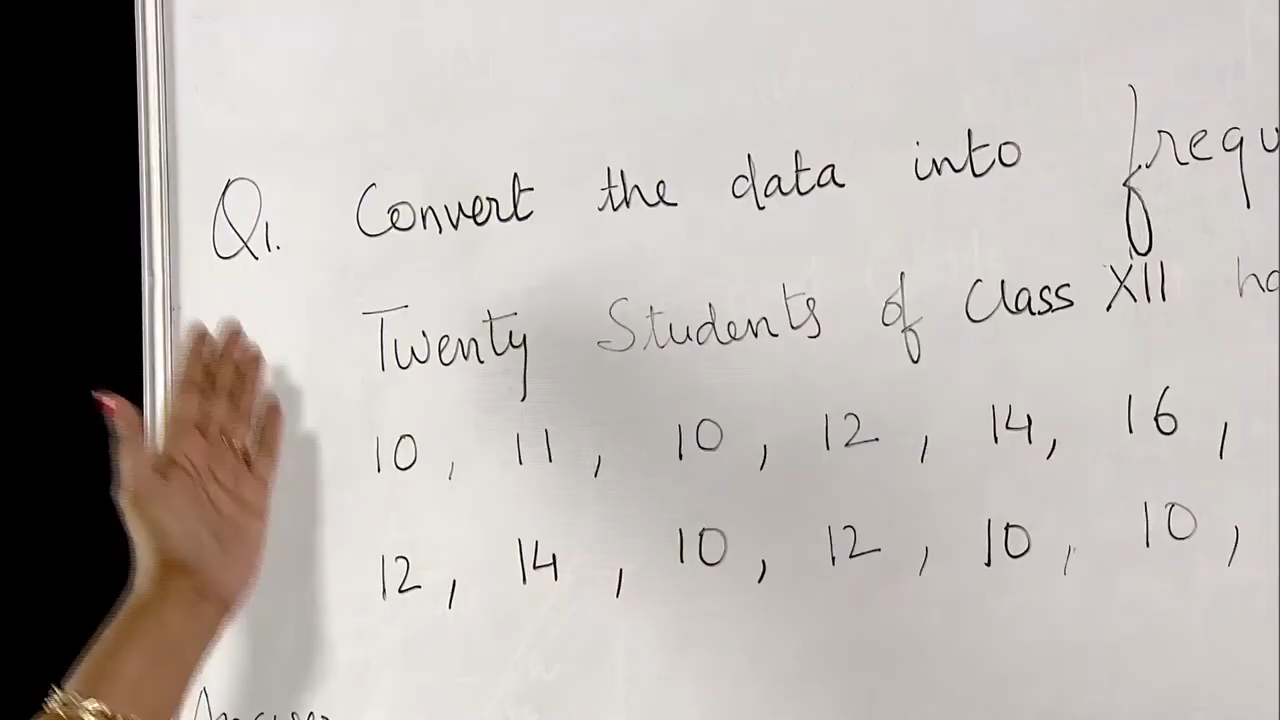 Q1. Convert the data into frequ
Twenty Students of Class XII ha
10, 11, 10, 12, 14, 16,
12, 14, 10, 12, 10, 10,